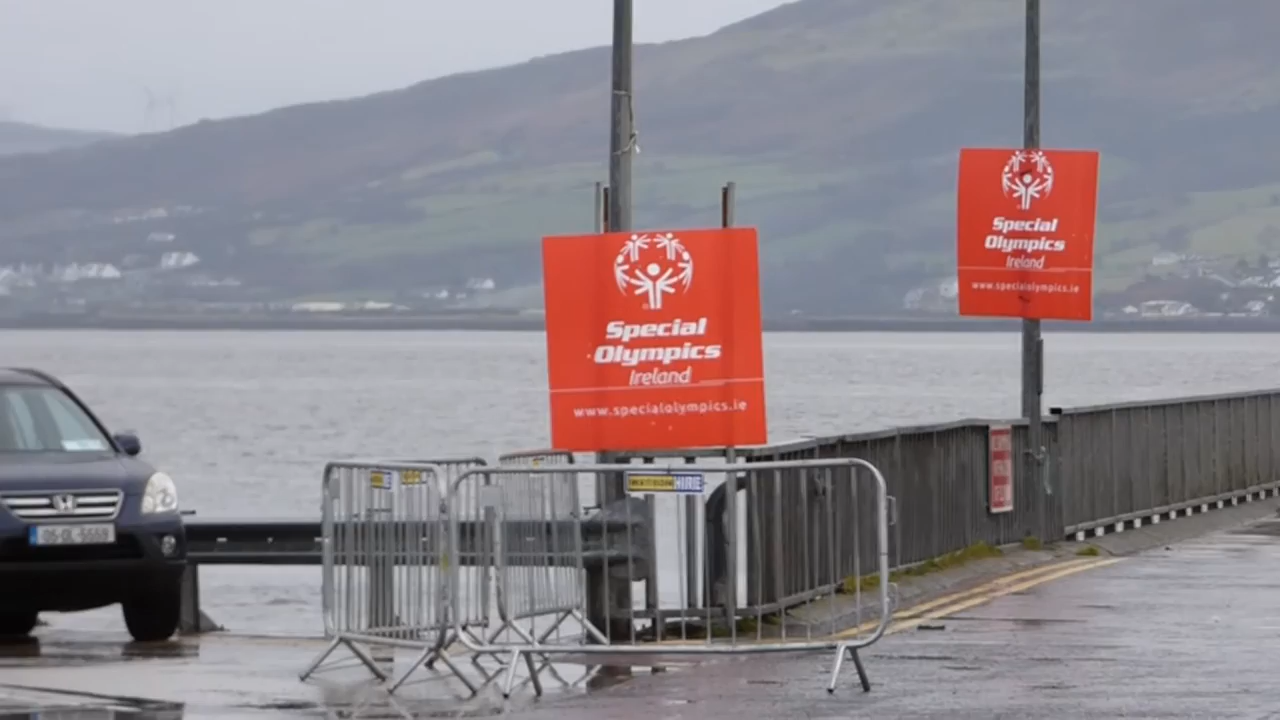 Special
Olympics
Ireland
www.specialolympics.ie
Special
Olympics
Ireland
www.specialolympics.ie
HIRE